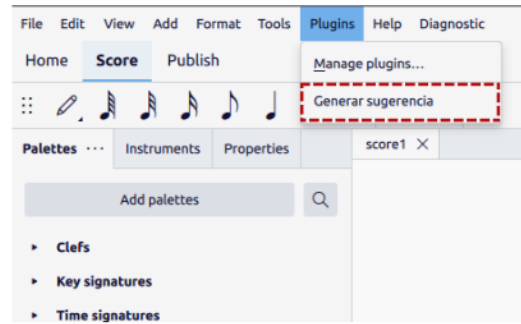 File Edit View Add Format Tools Plugins Help Diagnostic
Home Score Publish
Manage plugins...
Generar sugerencia
Palettes ··· Instruments Properties
score1 ×
Add palettes
Clefs
Key signatures
Time signatures